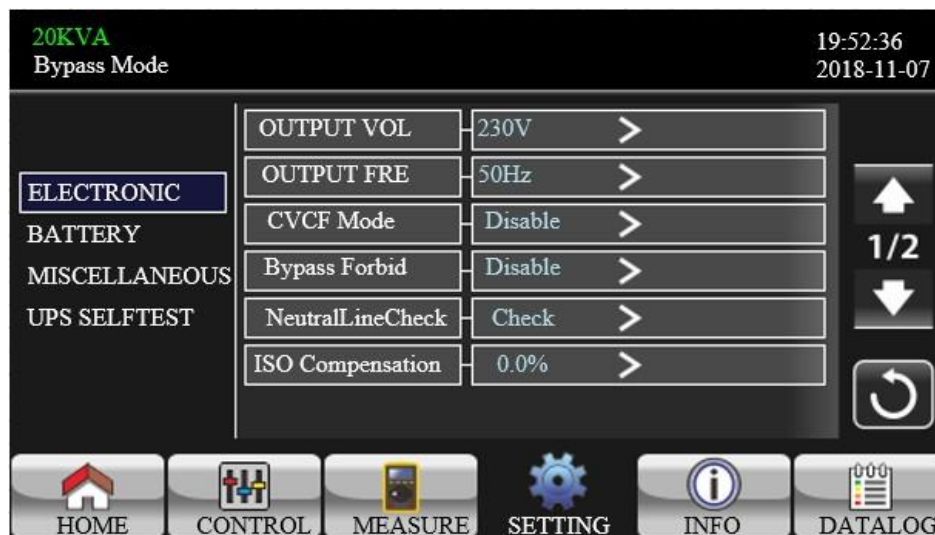 20KVA
Bypass Mode
19:52:36
2018-11-07
ELECTRONIC
BATTERY
MISCELLANEOUS
UPS SELFTEST
OUTPUT VOL 230V
OUTPUT FRE 50Hz
CVCF Mode Disable
Bypass Forbid Disable
NeutralLineCheck Check
ISO Compensation 0.0%
1/2
HOME CONTROL MEASURE SETTING INFO DATALOG